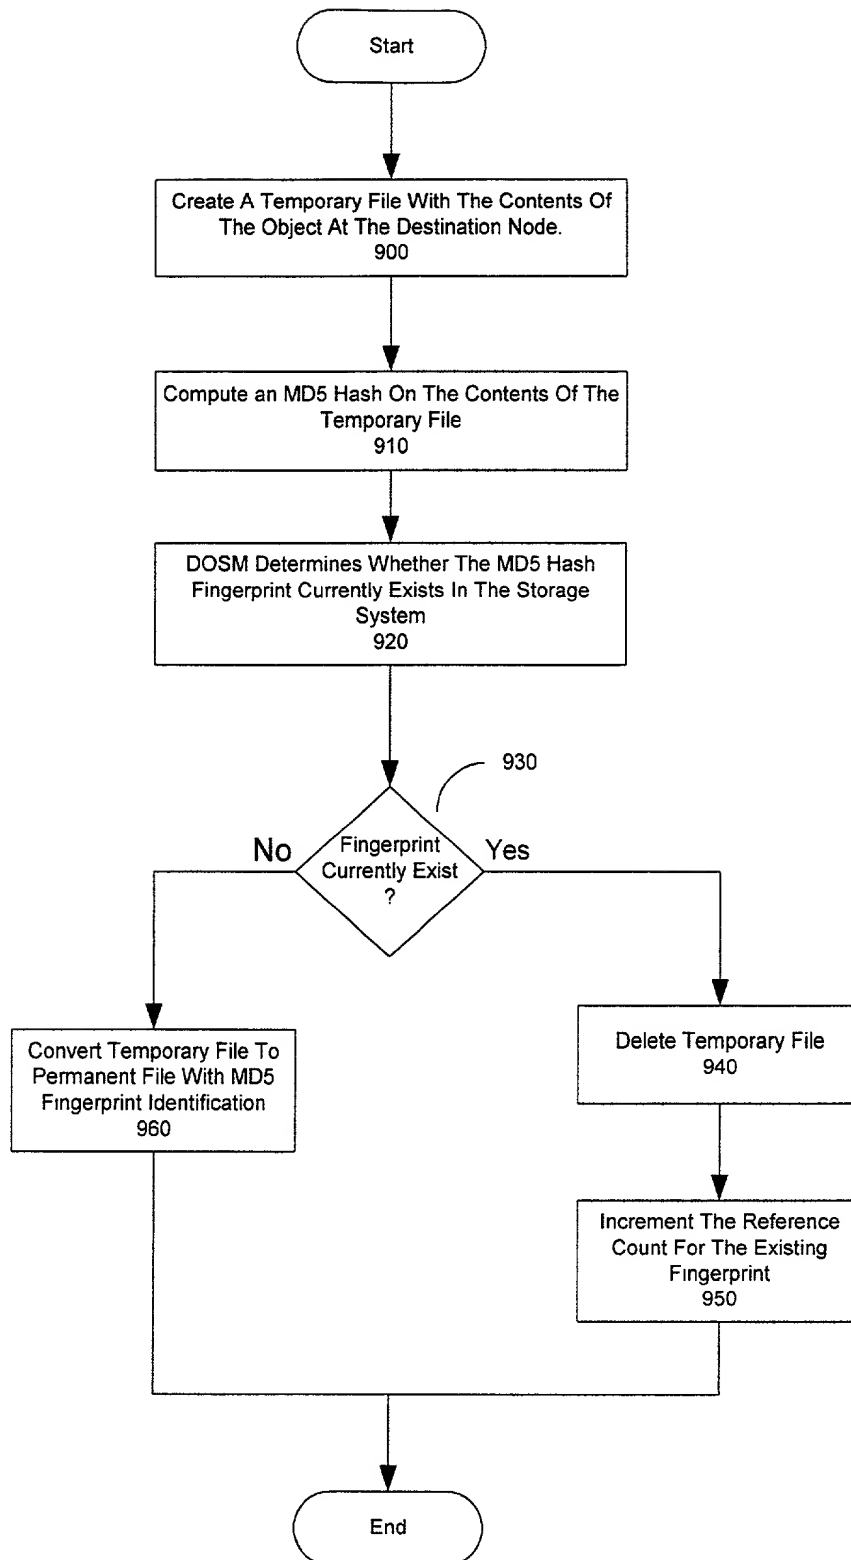 Start
Create A Temporary File With The Contents Of
The Object At The Destination Node.
900
Compute an MD5 Hash On The Contents Of The
Temporary File
910
DOSM Determines Whether The MD5 Hash
Fingerprint Currently Exists In The Storage
System
920
930
No
Fingerprint
Currently Exist
?
Yes
Convert Temporary File To
Permanent File With MD5
Fingerprint Identification
960
Delete Temporary File
940
Increment The Reference
Count For The Existing
Fingerprint
950
End